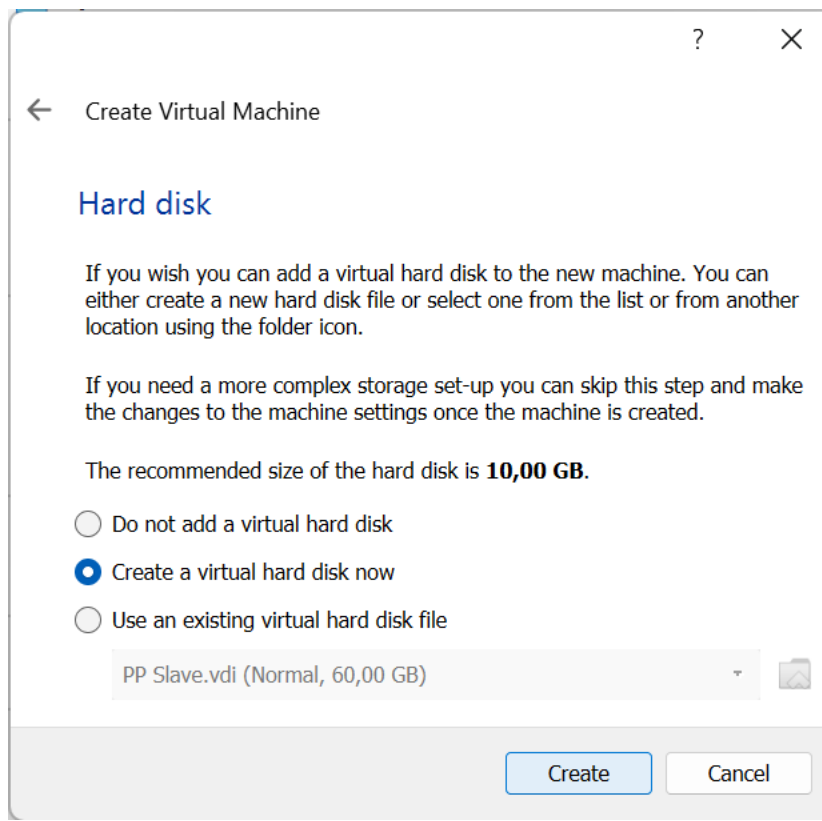 ?
Create Virtual Machine
Hard disk
If you wish you can add a virtual hard disk to the new machine. You can
either create a new hard disk file or select one from the list or from another
location using the folder icon.
If you need a more complex storage set-up you can skip this step and make
the changes to the machine settings once the machine is created.
The recommended size of the hard disk is 10,00 GB.
Do not add a virtual hard disk
Create a virtual hard disk now
Use an existing virtual hard disk file
PP Slave.vdi (Normal, 60,00 GB)
Create Cancel